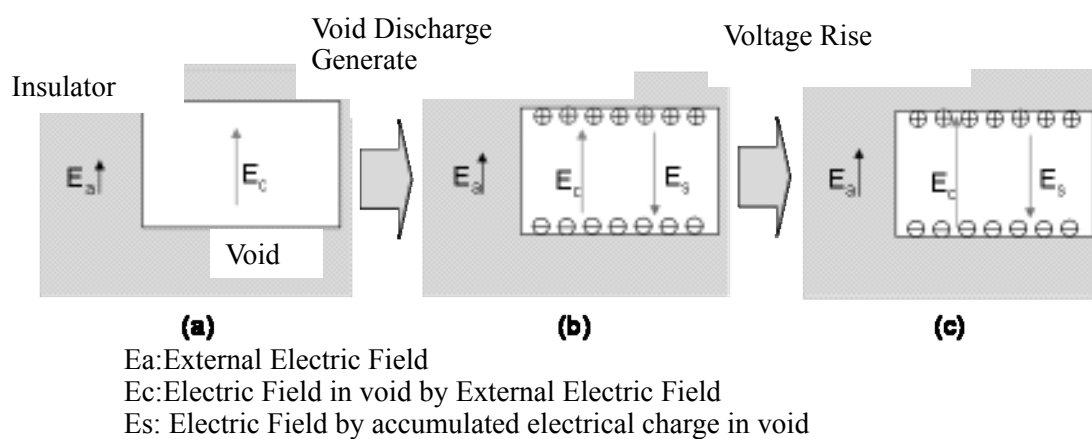 Void Discharge
Generate
Voltage Rise
Insulator
Ea
Ec
Void
Ea
Ec
Es
Ea
Ec
Es
(a)
(b)
(c)
Ea:External Electric Field
Ec:Electric Field in void by External Electric Field
Es: Electric Field by accumulated electrical charge in void